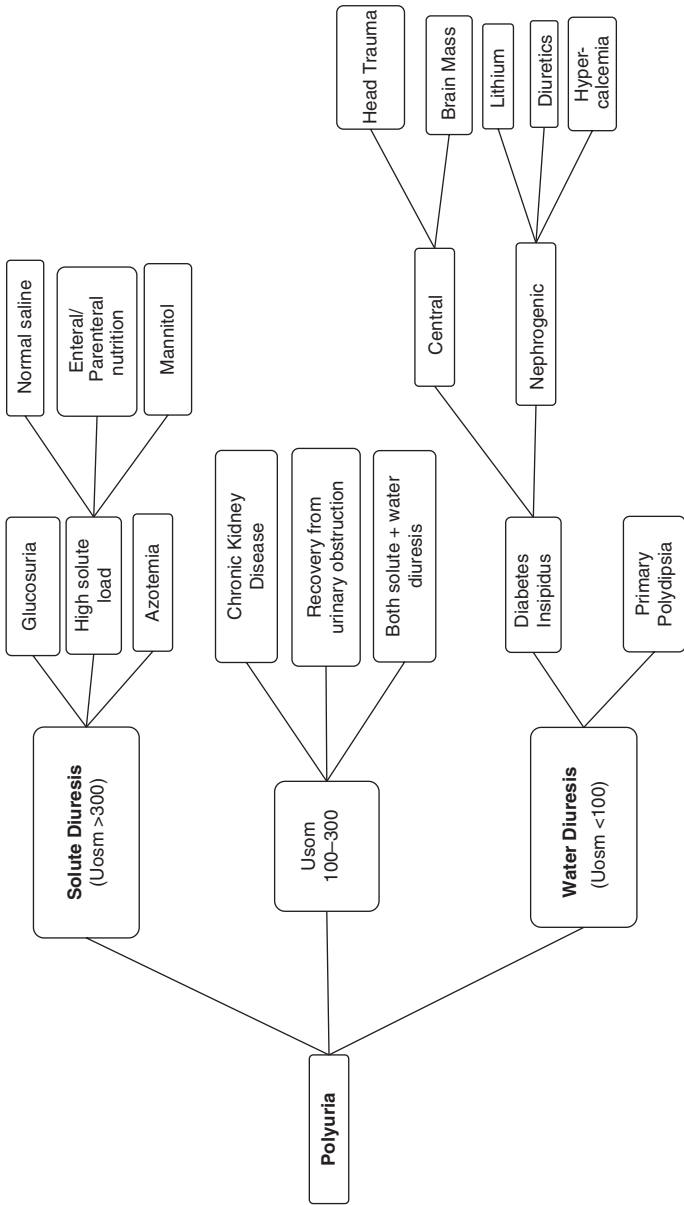 Polyuria
Solute Diuresis
(Uosm >300)
Glucosuria
High solute
load
Azotemia
Normal saline
Enteral/
Parenteral
nutrition
Mannitol
Usom
100–300
Chronic Kidney
Disease
Recovery from
urinary obstruction
Both solute + water
diuresis
Water Diuresis
(Uosm <100)
Diabetes
Insipidus
Primary
Polydipsia
Central
Nephrogenic
Head Trauma
Brain Mass
Lithium
Diuretics
Hyper-
calcemia